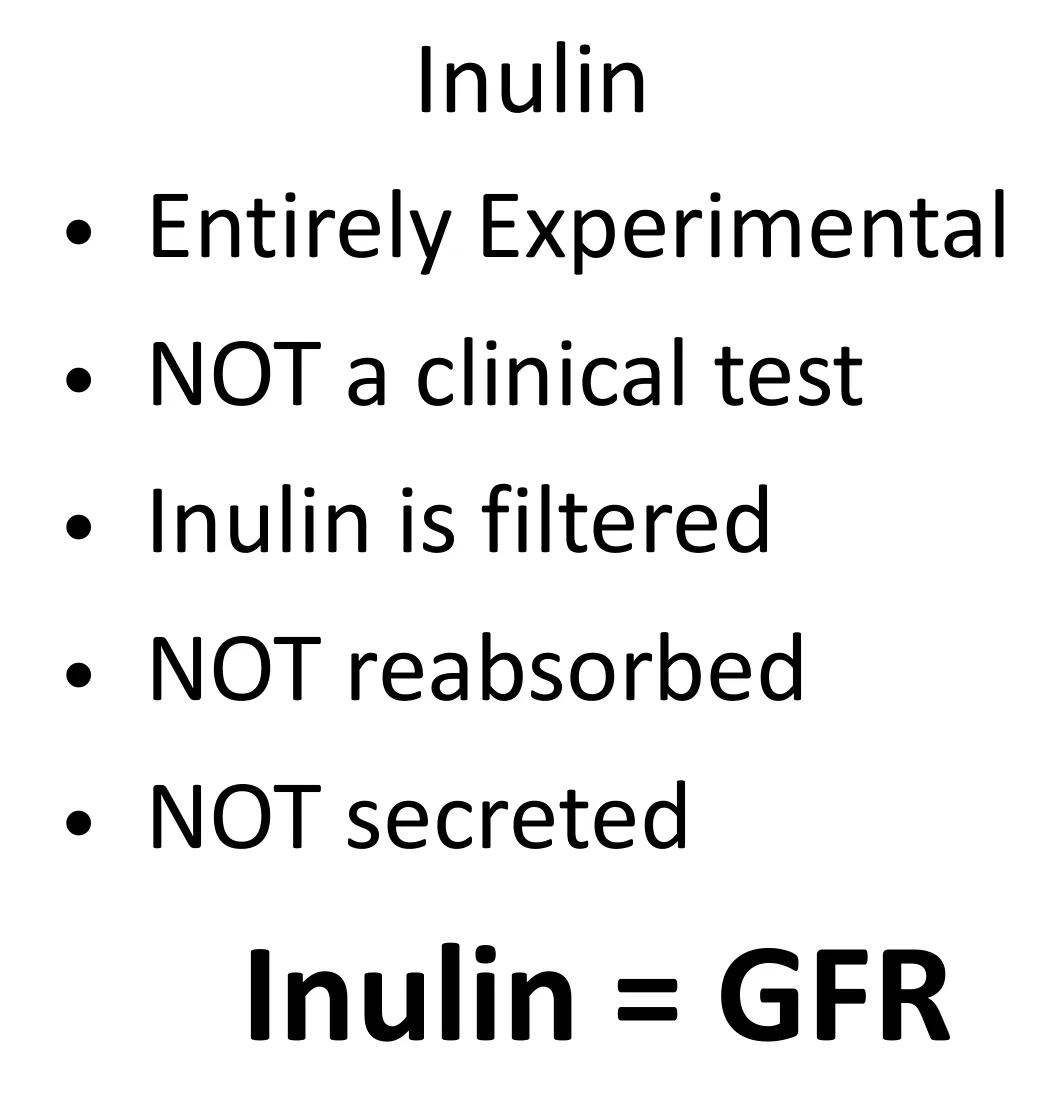 Inulin
• Entirely Experimental
• NOT a clinical test
• Inulin is filtered
• NOT reabsorbed
• NOT secreted
Inulin = GFR